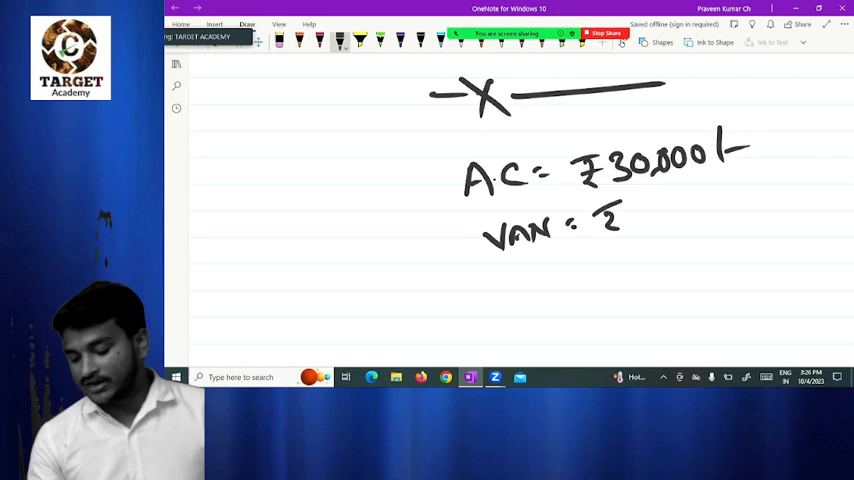 OneNote for Windows 10
Praveen Kumar Ch
Home Insert Draw View Help
Saved offline (sign in required)
Share
ng: TARGET ACADEMY
You are screen sharing
Stop Share
Shapes
Ink to Shape
Ink to Text
TARGET
Academy
X
A.C = ₹30,000/-
VAN = ₹
Type here to search
Hot...
ENG
IN
3:26 PM
10/4/2023